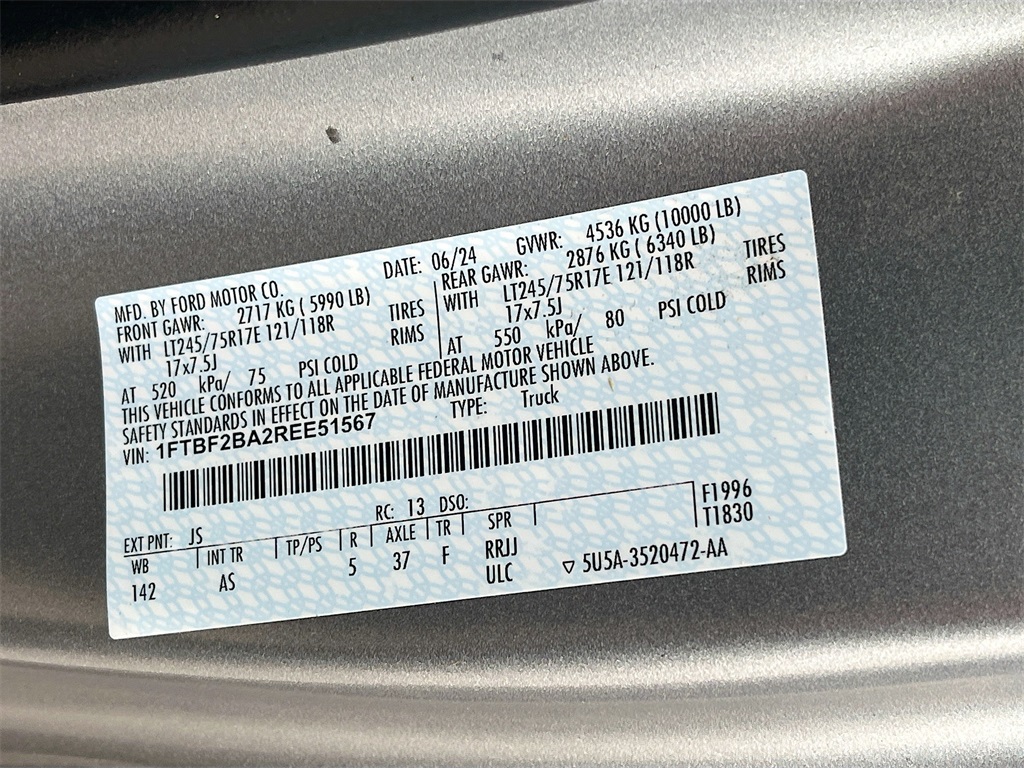 MFD. BY FORD MOTOR CO.
DATE: 06/24 GVWR: 4536 KG (10000 LB)
FRONT GAWR: 2717 KG ( 5990 LB)
REAR GAWR: 2876 KG ( 6340 LB)
WITH LT245/75R17E 121/118R TIRES
WITH LT245/75R17E 121/118R TIRES
17x7.5J RIMS
17x7.5J RIMS
AT 520 kPa/ 75 PSI COLD
AT 550 kPa/ 80 PSI COLD
THIS VEHICLE CONFORMS TO ALL APPLICABLE FEDERAL MOTOR VEHICLE
SAFETY STANDARDS IN EFFECT ON THE DATE OF MANUFACTURE SHOWN ABOVE.
VIN: 1FTBF2BA2REE51567 TYPE: Truck
EXT PNT: JS RC: 13 DSO: F1996
WB INT TR TP/PS R AXLE TR SPR T1830
142 AS 5 37 F RRJJ
ULC ▽ 5U5A-3520472-AA